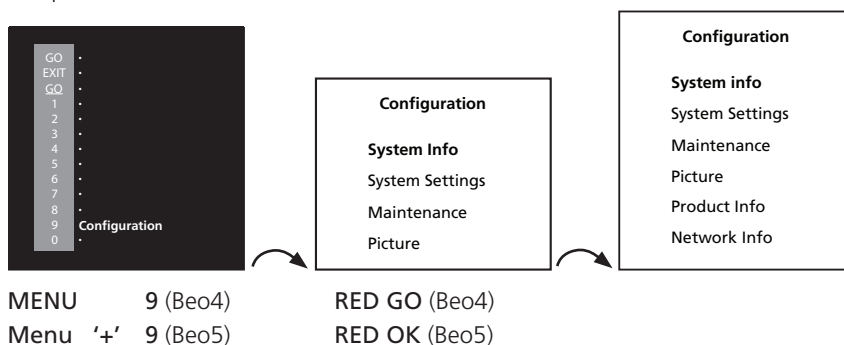 GO •
EXIT •
GO •
1 •
2 •
3 •
4 •
5 •
6 •
7 •
8 •
9 Configuration
0 •
MENU 9 (Beo4)
Menu '+' 9 (Beo5)
Configuration
System Info
System Settings
Maintenance
Picture
RED GO (Beo4)
RED OK (Beo5)
Configuration
System info
System Settings
Maintenance
Picture
Product Info
Network Info